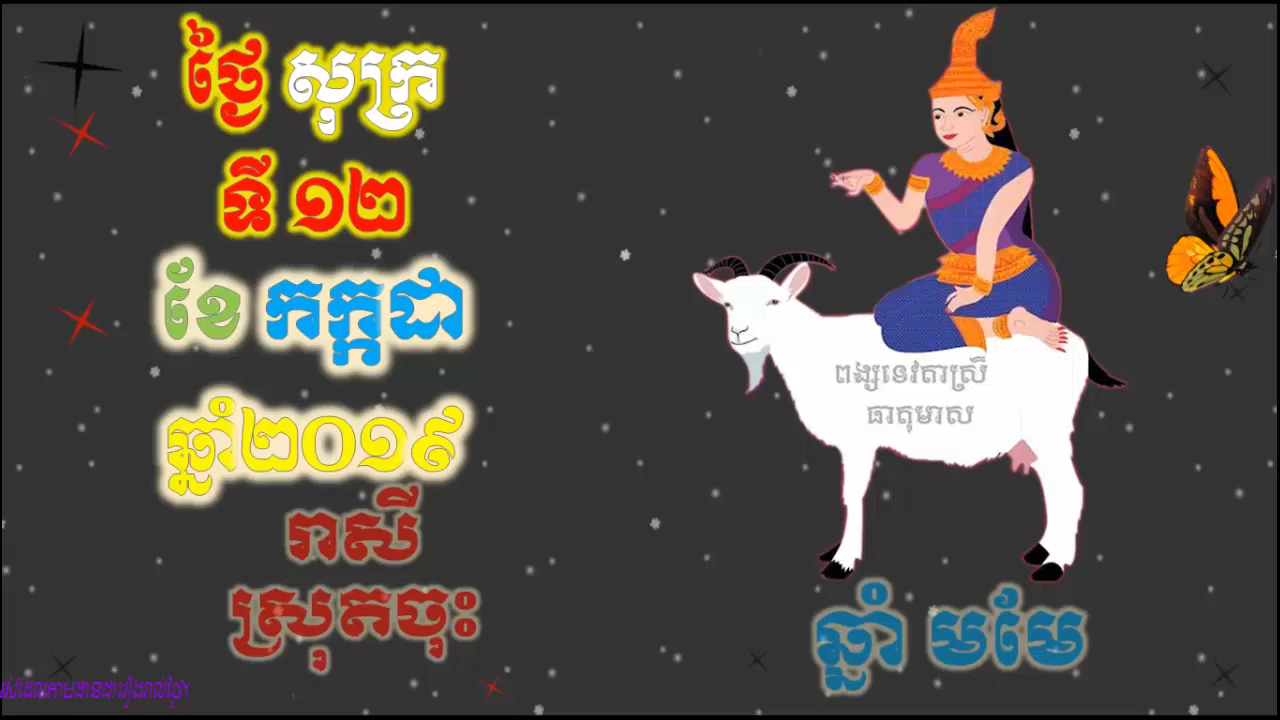 ថ្ងៃ សុក្រ
ទី ១២
ខែ កក្កដា
ឆ្នាំ២០១៩
រាសី
ស្រុតចុះ
ពង្សទេវតាស្រី
ធាតុមាស
ឆ្នាំ មមែ